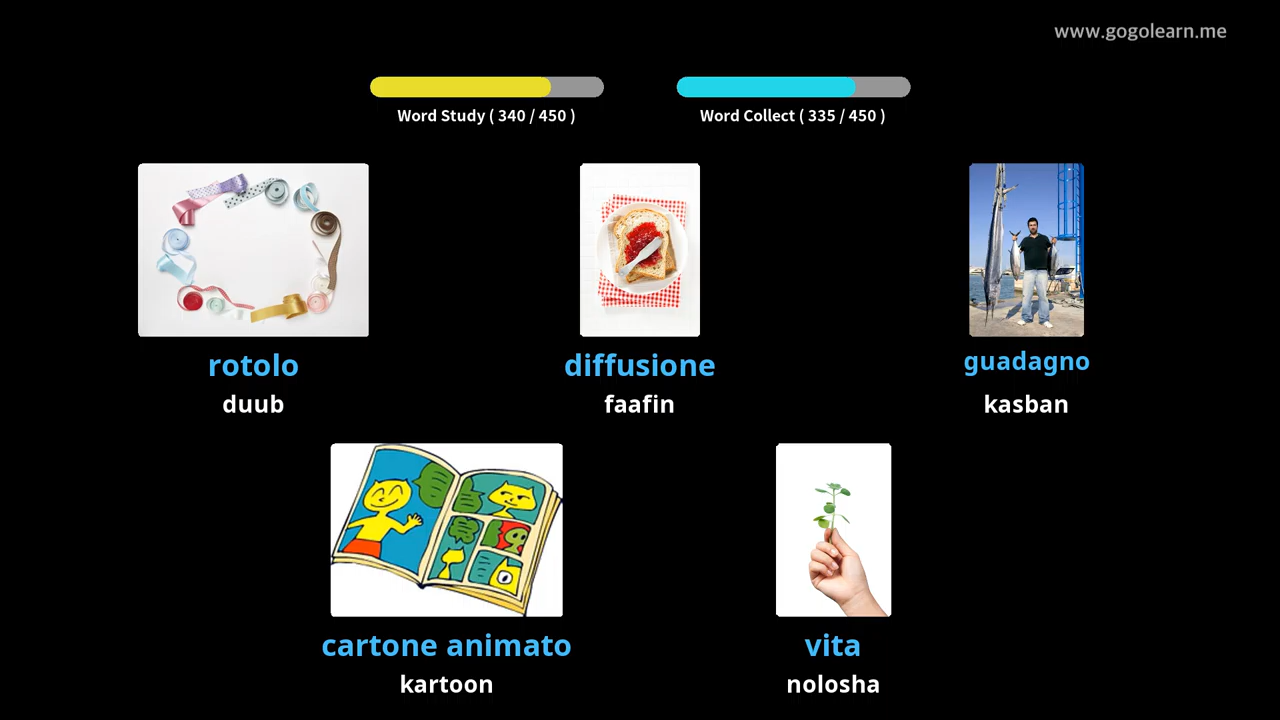 www.gogolearn.me
Word Study ( 340 / 450 )
Word Collect ( 335 / 450 )
rotolo
duub
diffusione
faafin
guadagno
kasban
cartone animato
kartoon
vita
nolosha